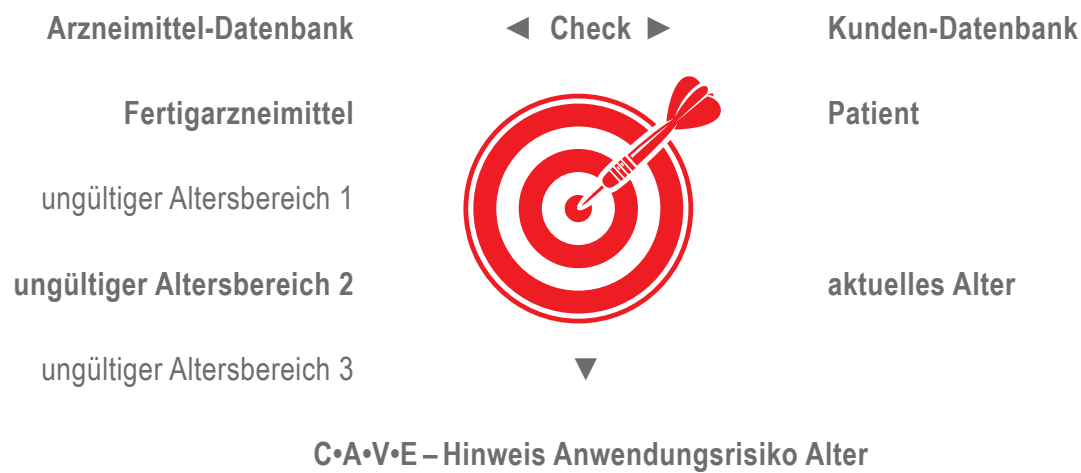 Arzneimittel-Datenbank ◄ Check ► Kunden-Datenbank
Fertigarzneimittel Patient
ungültiger Altersbereich 1
ungültiger Altersbereich 2 aktuelles Alter
ungültiger Altersbereich 3 ▼
C•A•V•E – Hinweis Anwendungsrisiko Alter